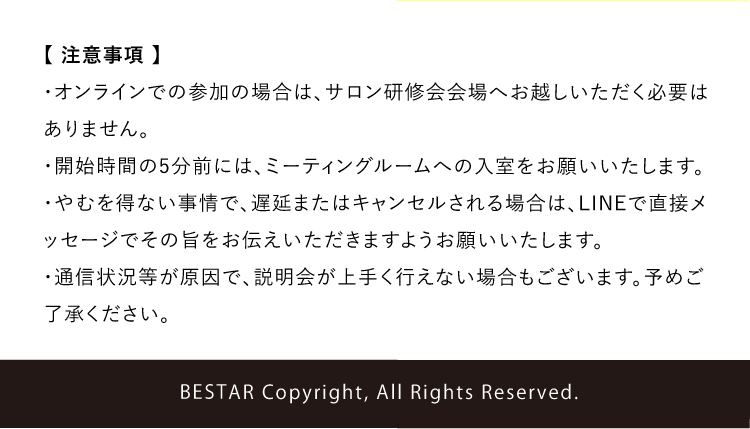 【 注意事項 】
・オンラインでの参加の場合は、サロン研修会会場へお越しいただく必要は
ありません。
・開始時間の5分前には、ミーティングルームへの入室をお願いいたします。
・やむを得ない事情で、遅延またはキャンセルされる場合は、LINEで直接メ
ッセージでその旨をお伝えいただきますようお願いいたします。
・通信状況等が原因で、説明会が上手く行えない場合もございます。予めご
了承ください。
BESTAR Copyright, All Rights Reserved.